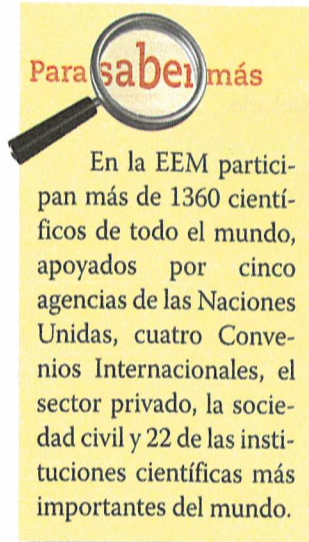 Para saber más
En la EEM partici-
pan más de 1360 cientí-
ficos de todo el mundo,
apoyados por cinco
agencias de las Naciones
Unidas, cuatro Conve-
nios Internacionales, el
sector privado, la socie-
dad civil y 22 de las insti-
tuciones científicas más
importantes del mundo.